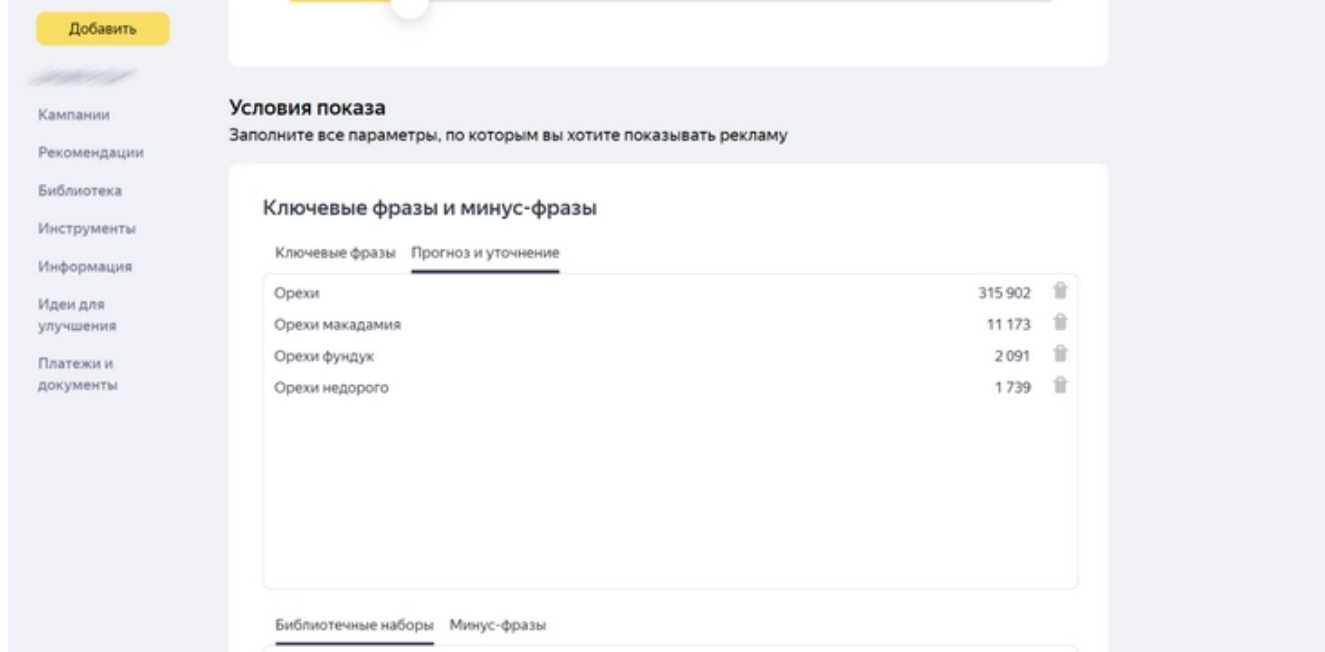 Добавить
Кампании
Рекомендации
Библиотека
Инструменты
Информация
Идеи для
улучшения
Платежи и
документы
Условия показа
Заполните все параметры, по которым вы хотите показывать рекламу
Ключевые фразы и минус-фразы
Ключевые фразы Прогноз и уточнение
Орехи 315 902
Орехи макадамия 11 173
Орехи фундук 2 091
Орехи недорого 1 739
Библиотечные наборы Минус-фразы